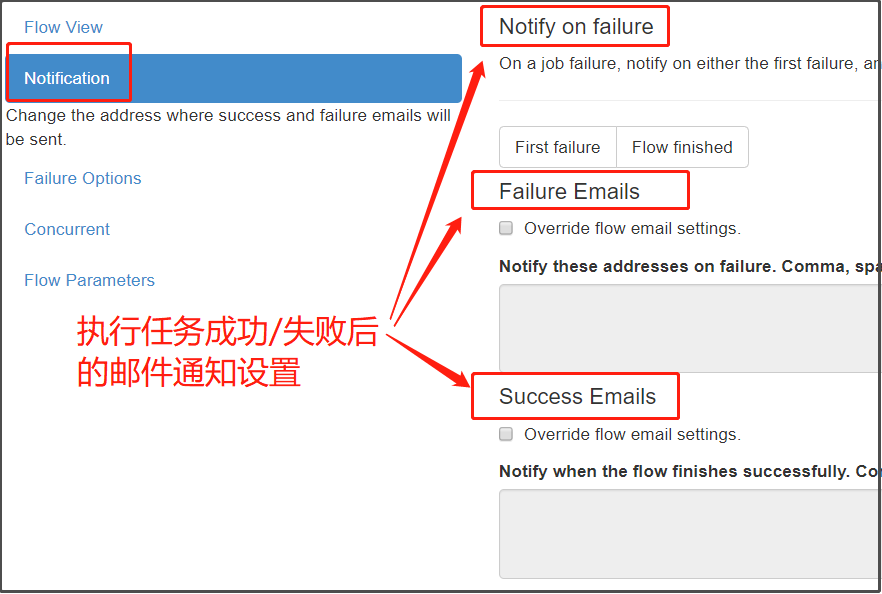 Flow View
Notification
Change the address where success and failure emails will
be sent.
Failure Options
Concurrent
Flow Parameters
执行任务成功/失败后
的邮件通知设置
Notify on failure
On a job failure, notify on either the first failure,
First failure
Flow finished
Failure Emails
Override flow email settings.
Notify these addresses on failure. Comma,
Success Emails
Override flow email settings.
Notify when the flow finishes successfully.